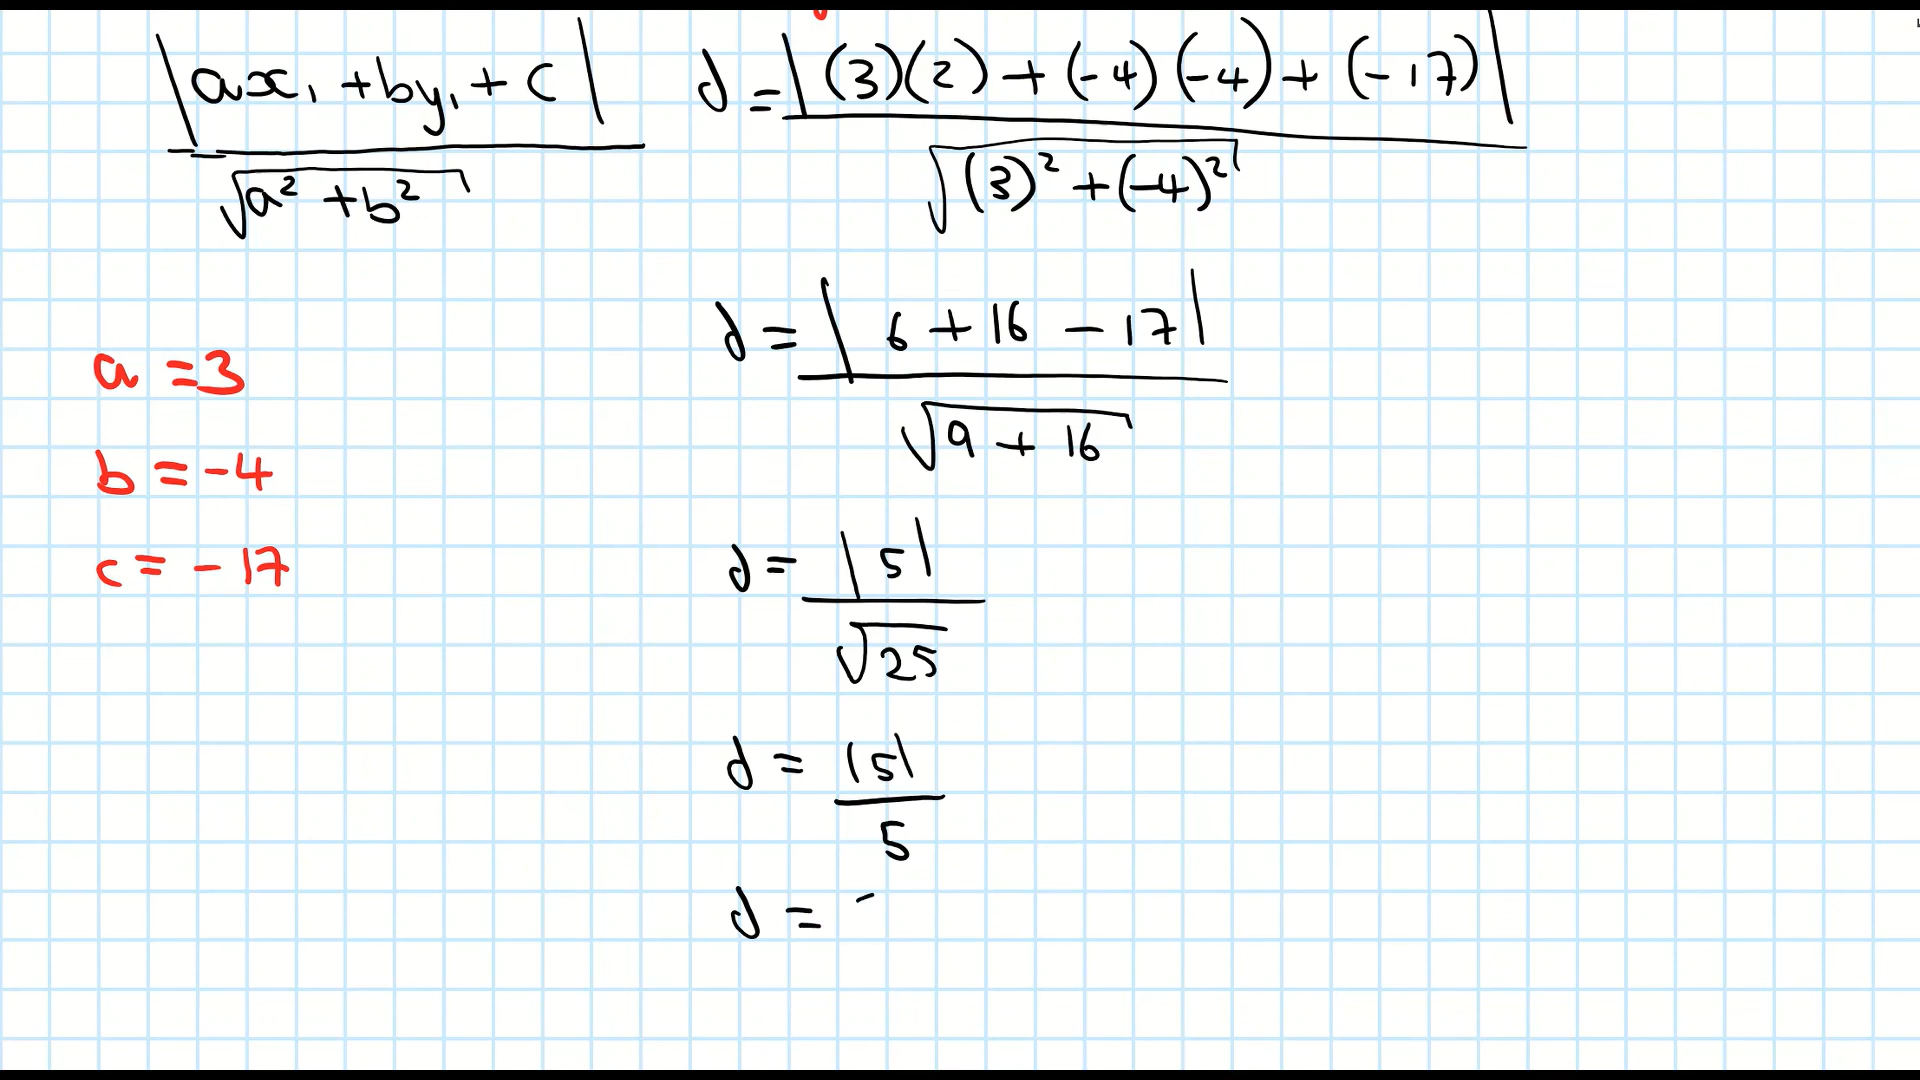 |ax₁ + by₁ + c|
√a² + b²
a = 3
b = -4
c = -17
d = |(3)(2) + (-4)(-4) + (-17)|
√(3)² + (-4)²
d = |6 + 16 - 17|
√9 + 16
d = |5|
√25
d = |5|
5
d =